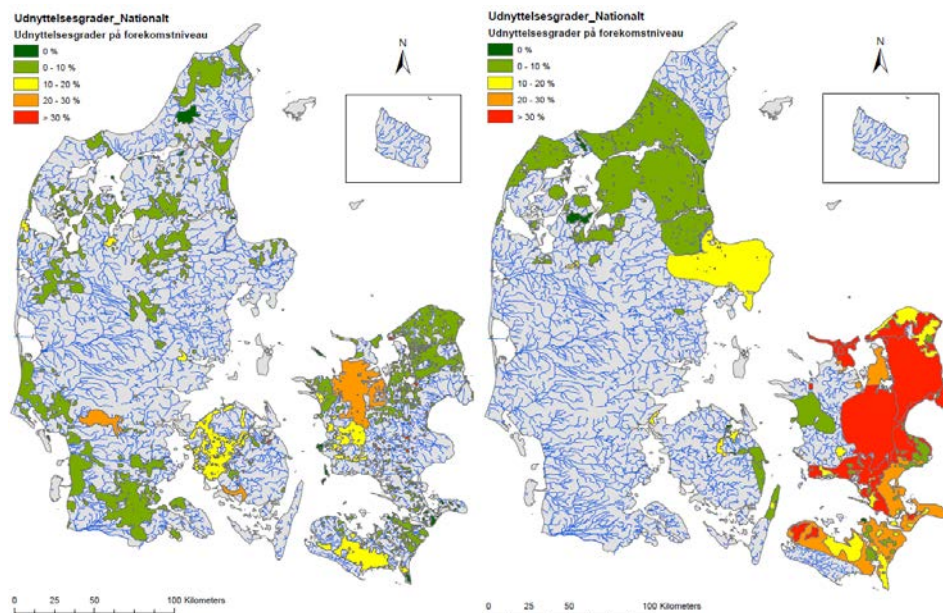 Udnyttelsesgrader_Nationalt
Udnyttelsesgrader på forekomstniveau
0 %
0 - 10 %
10 - 20 %
20 - 30 %
> 30 %
N
0 25 50 100 Kilometers
Udnyttelsesgrader_Nationalt
Udnyttelsesgrader på forekomstniveau
0 %
0 - 10 %
10 - 20 %
20 - 30 %
> 30 %
N
0 25 50 100 Kilometers